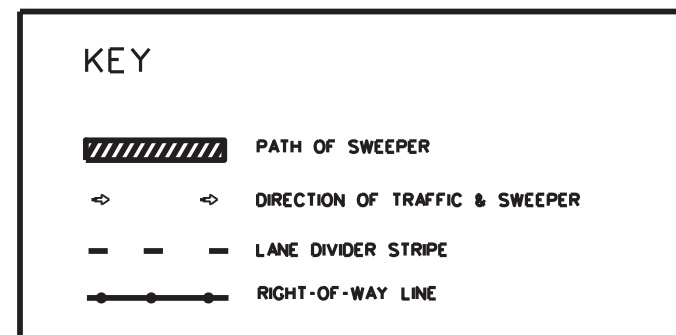 KEY
PATH OF SWEEPER
DIRECTION OF TRAFFIC & SWEEPER
LANE DIVIDER STRIPE
RIGHT-OF-WAY LINE